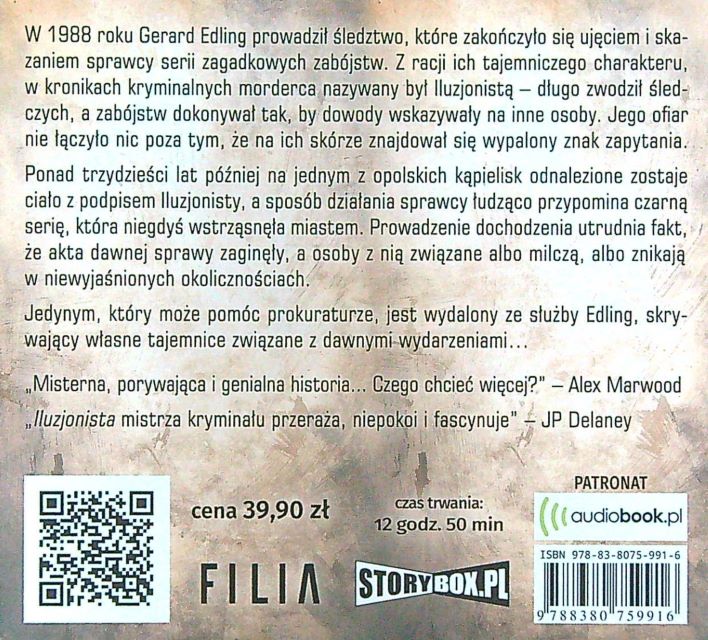 W 1988 roku Gerard Edling prowadził śledztwo, które zakończyło się ujęciem i ska-
zaniem sprawcy serii zagadkowych zabójstw. Z racji ich tajemniczego charakteru,
w kronikach kryminalnych morderca nazywany był Iluzjonistą – długo zwodził śled-
czych, a zabójstw dokonywał tak, by dowody wskazywały na inne osoby. Jego ofiar
nie łączyło nic poza tym, że na ich skórze znajdował się wypalony znak zapytania.
Ponad trzydzieści lat później na jednym z opolskich kąpielisk odnalezione zostaje
ciało z podpisem Iluzjonisty, a sposób działania sprawcy łudząco przypomina czarną
serię, która niegdyś wstrząsnęła miastem. Prowadzenie dochodzenia utrudnia fakt,
że akta dawnej sprawy zaginęły, a osoby z nią związane albo milczą, albo znikają
w niewyjaśnionych okolicznościach.
Jedynym, który może pomóc prokuraturze, jest wydalony ze służby Edling, skry-
wający własne tajemnice związane z dawnymi wydarzeniami...
„Misterna, porywająca i genialna historia... Czego chcieć więcej?” – Alex Marwood
„Iluzjonista mistrza kryminału przeraża, niepokoi i fascynuje” – JP Delaney
cena 39,90 zł
FILIA
czas trwania:
12 godz. 50 min
STORYBOX.PL
PATRONAT
audiobook.pl
ISBN 978-83-8075-991-6
9 788380 759916